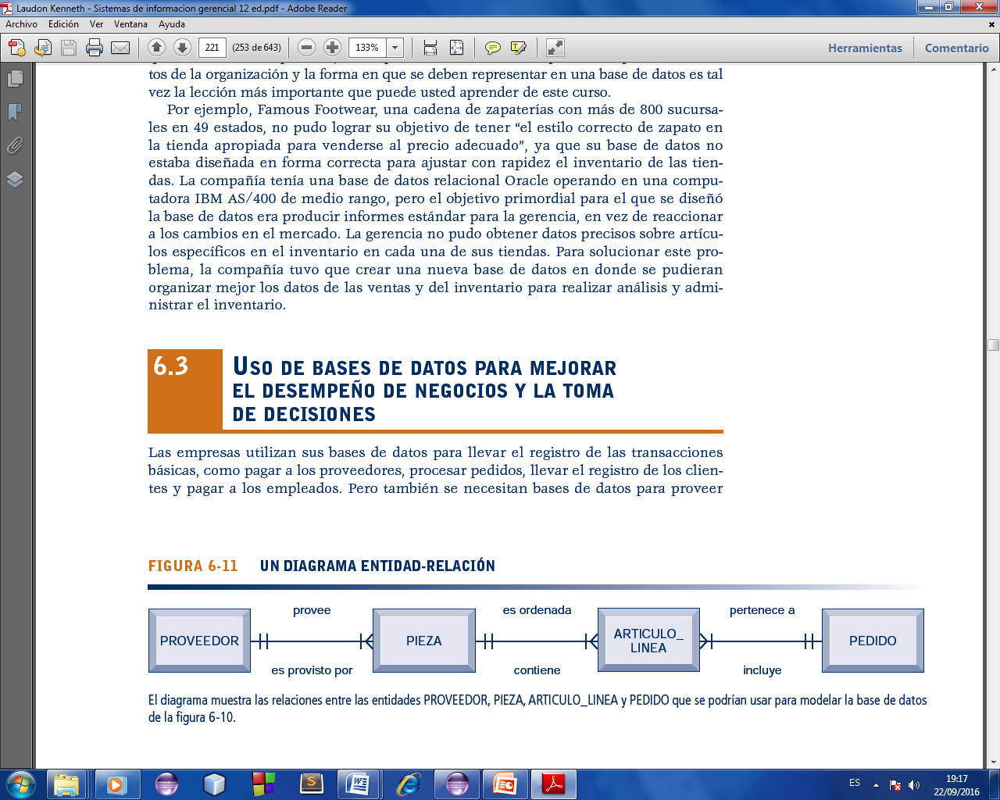 Laudon Kenneth - Sistemas de informacion gerencial 12 ed.pdf - Adobe Reader
Archivo Edición Ver Ventana Ayuda
221 (253 de 643) 133% Herramientas Comentario
tos de la organización y la forma en que se deben representar en una base de datos es tal
vez la lección más importante que puede usted aprender de este curso.
Por ejemplo, Famous Footwear, una cadena de zapaterías con más de 800 sucursa-
les en 49 estados, no pudo lograr su objetivo de tener “el estilo correcto de zapato en
la tienda apropiada para venderse al precio adecuado”, ya que su base de datos no
estaba diseñada en forma correcta para ajustar con rapidez el inventario de las tien-
das. La compañía tenía una base de datos relacional Oracle operando en una compu-
tadora IBM AS/400 de medio rango, pero el objetivo primordial para el que se diseñó
la base de datos era producir informes estándar para la gerencia, en vez de reaccionar
a los cambios en el mercado. La gerencia no pudo obtener datos precisos sobre artícu-
los específicos en el inventario en cada una de sus tiendas. Para solucionar este pro-
blema, la compañía tuvo que crear una nueva base de datos en donde se pudieran
organizar mejor los datos de las ventas y del inventario para realizar análisis y admi-
nistrar el inventario.
6.3 USO DE BASES DE DATOS PARA MEJORAR
EL DESEMPEÑO DE NEGOCIOS Y LA TOMA
DE DECISIONES
Las empresas utilizan sus bases de datos para llevar el registro de las transacciones
básicas, como pagar a los proveedores, procesar pedidos, llevar el registro de los clien-
tes y pagar a los empleados. Pero también se necesitan bases de datos para proveer
FIGURA 6-11 UN DIAGRAMA ENTIDAD-RELACIÓN
provee es ordenada pertenece a
PROVEEDOR PIEZA ARTICULO_
LINEA PEDIDO
es provisto por contiene incluye
El diagrama muestra las relaciones entre las entidades PROVEEDOR, PIEZA, ARTICULO_LINEA y PEDIDO que se podrían usar para modelar la base de datos
de la figura 6-10.
ES 19:17
22/09/2016